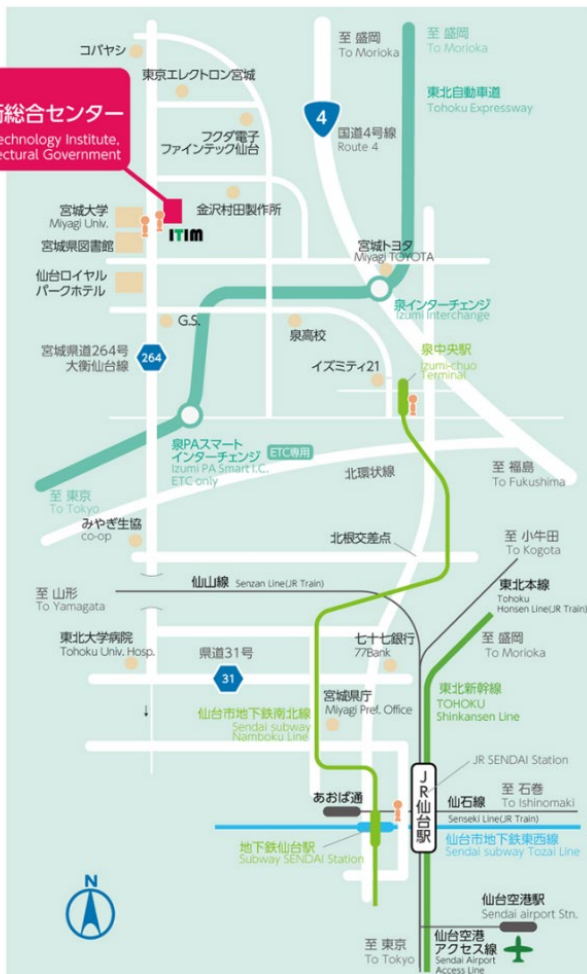 至 盛岡
To Morioka
至 盛岡
To Morioka
コバヤシ
東京エレクトロン宮城
東北自動車道
Tohoku Expressway
術総合センター
echnology Institute,
ectural Government
4
国道4号線
Route 4
フクダ電子
ファインテック仙台
宮城大学
Miyagi Univ.
金沢村田製作所
ITIM
宮城県図書館
宮城トヨタ
Miyagi TOYOTA
仙台ロイヤル
パークホテル
泉インターチェンジ
Izumi Interchange
G.S.
泉高校
宮城県道264号
大衡仙台線
264
イズミティ21
泉中央駅
Izumi-chuo
Terminal
泉PAスマート
インターチェンジ
ETC専用
Izumi PA Smart I.C.
ETC only
至 東京
To Tokyo
北環状線
至 福島
To Fukushima
みやぎ生協
co-op
北根交差点
至 小牛田
To Kogota
仙山線 Senzan Line(JR Train)
至 山形
To Yamagata
東北本線
Tohoku
Honsen Line(JR Train)
東北大学病院
Tohoku Univ. Hosp.
県道31号
31
七十七銀行
77Bank
至 盛岡
To Morioka
宮城県庁
Miyagi Pref. Office
東北新幹線
TOHOKU
Shinkansen Line
仙台市地下鉄南北線
Sendai subway
Namboku Line
JR仙台駅
JR SENDAI Station
あおば通
至 石巻
To Ishinomaki
仙石線
Senseki Line(JR Train)
地下鉄仙台駅
Subway SENDAI Station
仙台市地下鉄東西線
Sendai subway Tozai Line
N
仙台空港駅
Sendai airport Stn.
至 東京
To Tokyo
仙台空港
アクセス線
Sendai Airport
Access Line